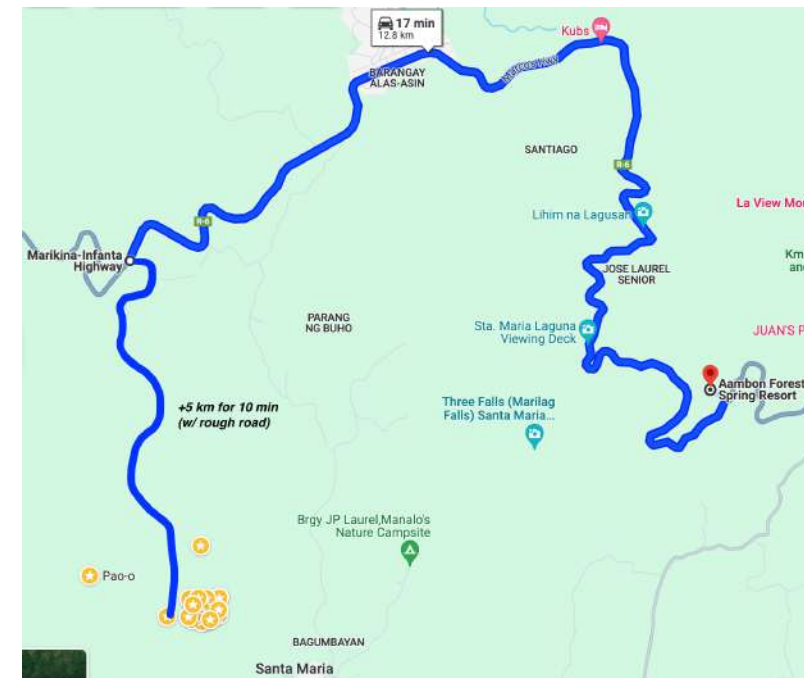 17 min
12.8 km
Kubs
BARANGAY
ALAS-ASIN
SANTIAGO
R-6
Lihim na Lagusan
La View Mo
R-6
Marikina-Infanta
Highway
JOSE LAUREL
SENIOR
Km
an
PARANG
NG BUHO
Sta. Maria Laguna
Viewing Deck
JUAN'S P
Aambon Forest
Spring Resort
+5 km for 10 min
(w/ rough road)
Three Falls (Marilag
Falls) Santa Maria...
Brgy JP Laurel,Manalo's
Nature Campsite
Pao-o
BAGUMBAYAN
Santa Maria